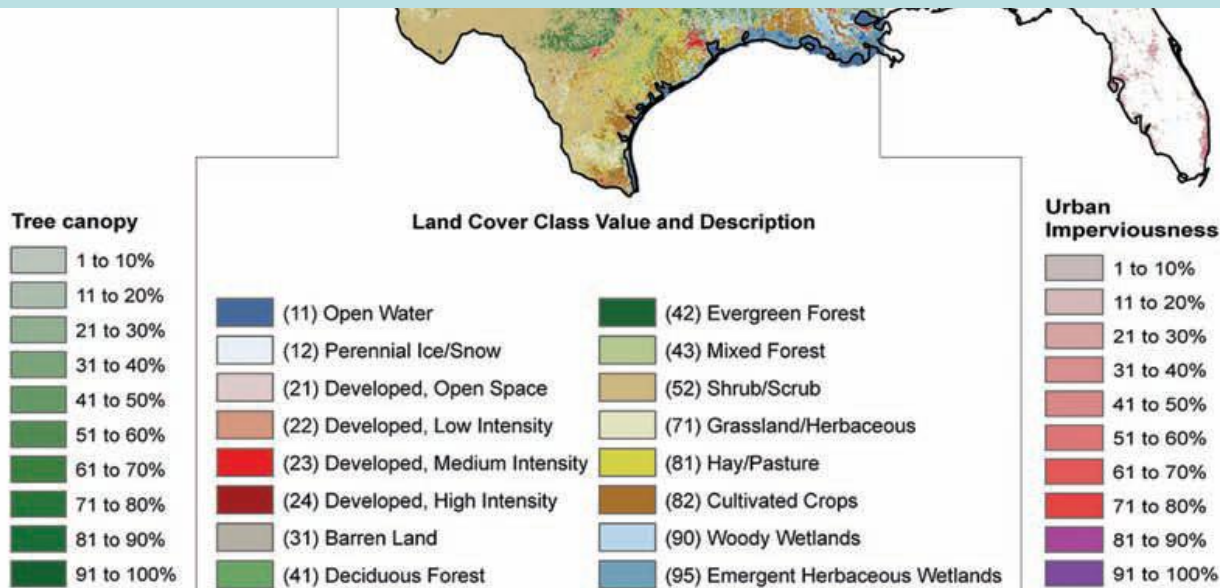 Tree canopy
1 to 10%
11 to 20%
21 to 30%
31 to 40%
41 to 50%
51 to 60%
61 to 70%
71 to 80%
81 to 90%
91 to 100%
Land Cover Class Value and Description
(11) Open Water
(12) Perennial Ice/Snow
(21) Developed, Open Space
(22) Developed, Low Intensity
(23) Developed, Medium Intensity
(24) Developed, High Intensity
(31) Barren Land
(41) Deciduous Forest
(42) Evergreen Forest
(43) Mixed Forest
(52) Shrub/Scrub
(71) Grassland/Herbaceous
(81) Hay/Pasture
(82) Cultivated Crops
(90) Woody Wetlands
(95) Emergent Herbaceous Wetlands
Urban
Imperviousness
1 to 10%
11 to 20%
21 to 30%
31 to 40%
41 to 50%
51 to 60%
61 to 70%
71 to 80%
81 to 90%
91 to 100%